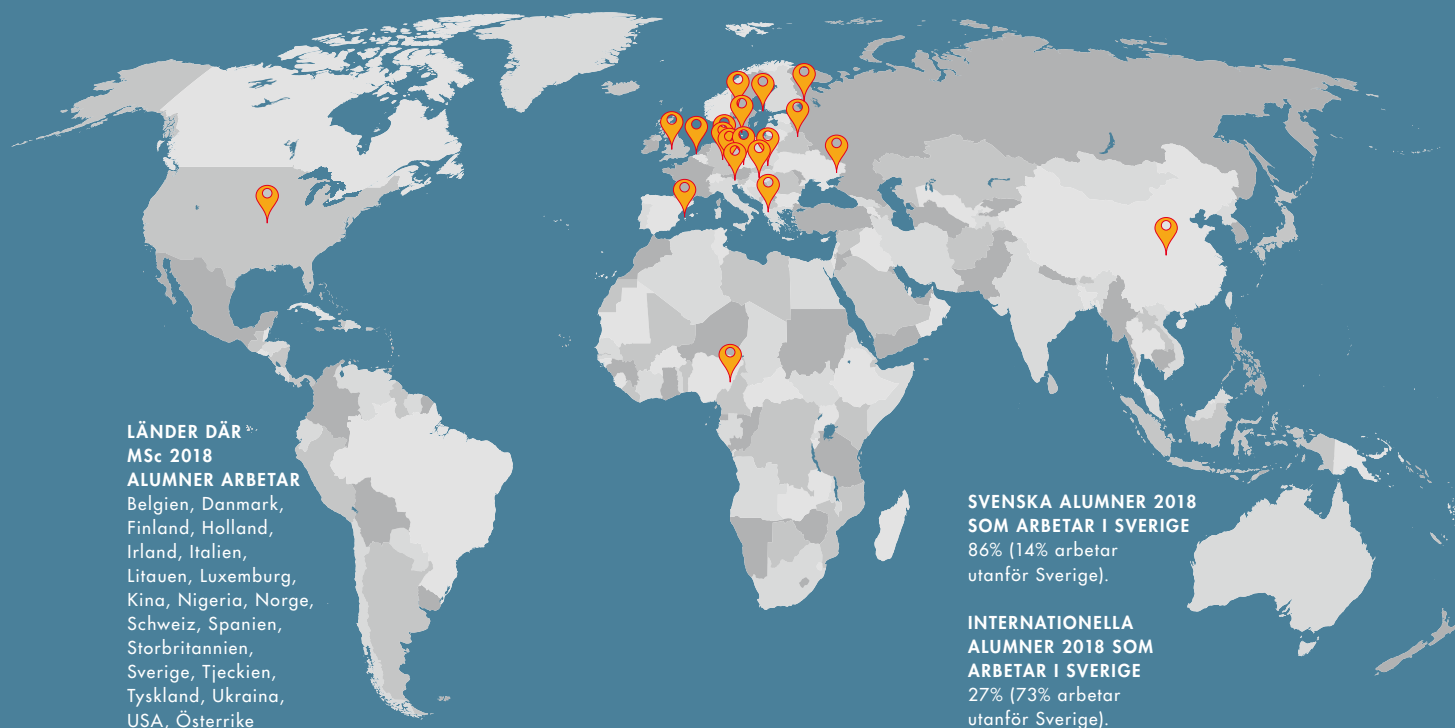 LÄNDER DÄR
MSc 2018
ALUMNER ARBETAR
Belgien, Danmark,
Finland, Holland,
Irland, Italien,
Litauen, Luxemburg,
Kina, Nigeria, Norge,
Schweiz, Spanien,
Storbritannien,
Sverige, Tjeckien,
Tyskland, Ukraina,
USA, Österrike
SVENSKA ALUMNER 2018
SOM ARBETAR I SVERIGE
86% (14% arbetar
utanför Sverige).
INTERNATIONELLA
ALUMNER 2018 SOM
ARBETAR I SVERIGE
27% (73% arbetar
utanför Sverige).